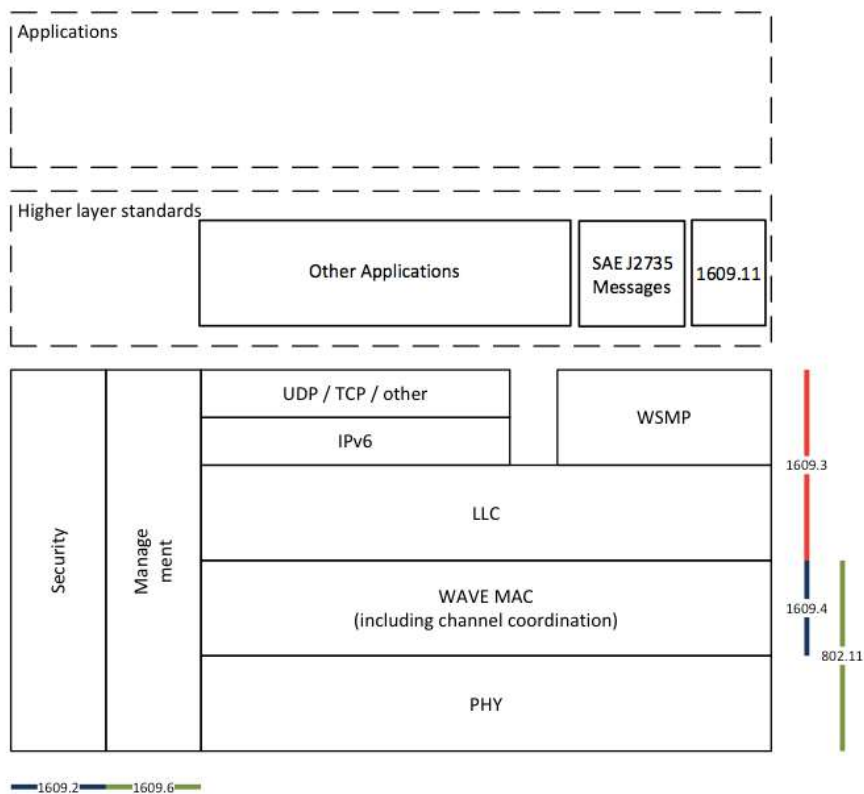 Applications
Higher layer standards
Other Applications
SAE J2735
Messages
1609.11
UDP / TCP / other
IPv6
WSMP
1609.3
LLC
Security
Manage
ment
WAVE MAC
(including channel coordination)
1609.4
802.11
PHY
1609.2
1609.6